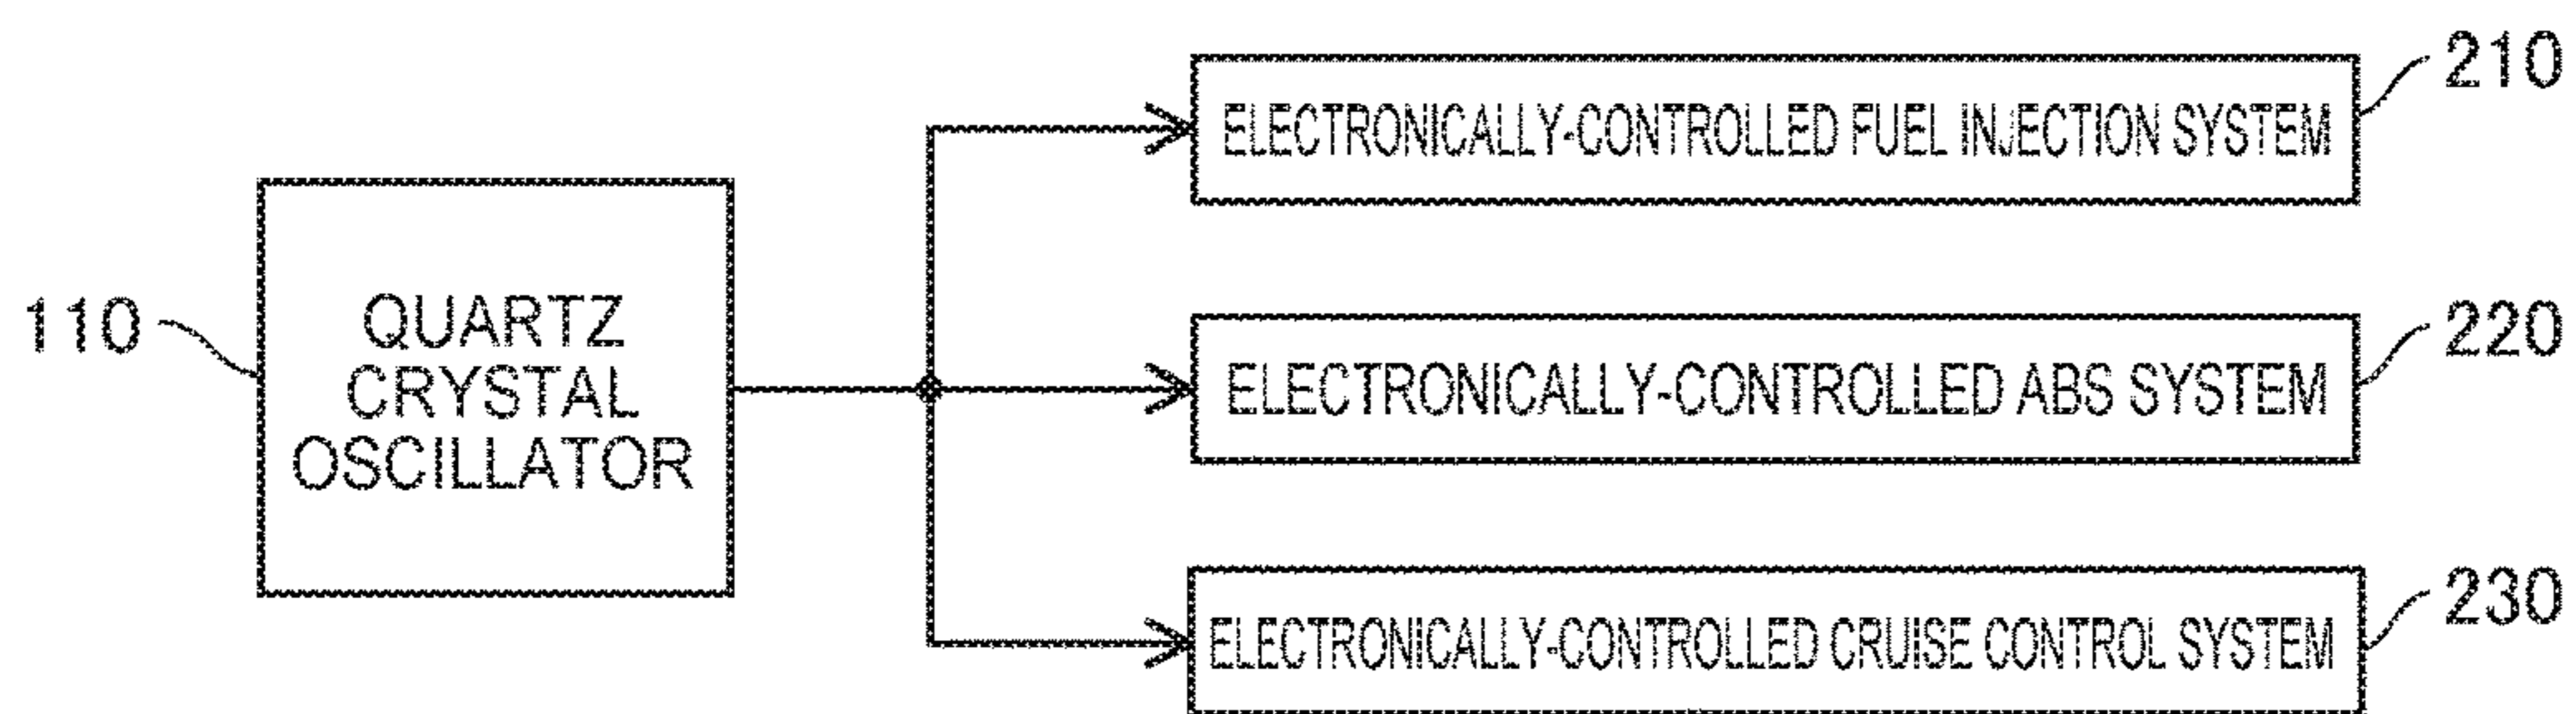 210
ELECTRONICALLY-CONTROLLED FUEL INJECTION SYSTEM
110
QUARTZ
CRYSTAL
OSCILLATOR
220
ELECTRONICALLY-CONTROLLED ABS SYSTEM
230
ELECTRONICALLY-CONTROLLED CRUISE CONTROL SYSTEM